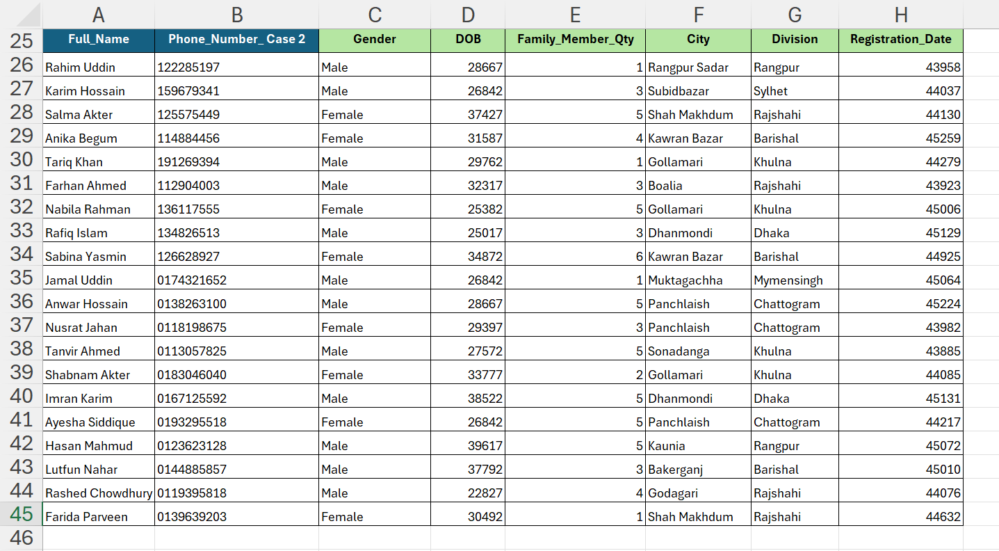 A B C D E F G H
25 Full_Name Phone_Number_ Case 2 Gender DOB Family_Member_Qty City Division Registration_Date
26 Rahim Uddin 122285197 Male 28667 1 Rangpur Sadar Rangpur 43958
27 Karim Hossain 159679341 Male 26842 3 Subidbazar Sylhet 44037
28 Salma Akter 125575449 Female 37427 5 Shah Makhdum Rajshahi 44130
29 Anika Begum 114884456 Female 31587 4 Kawran Bazar Barishal 45259
30 Tariq Khan 191269394 Male 29762 1 Gollamari Khulna 44279
31 Farhan Ahmed 112904003 Male 32317 3 Boalia Rajshahi 43923
32 Nabila Rahman 136117555 Female 25382 5 Gollamari Khulna 45006
33 Rafiq Islam 134826513 Male 25017 3 Dhanmondi Dhaka 45129
34 Sabina Yasmin 126628927 Female 34872 6 Kawran Bazar Barishal 44925
35 Jamal Uddin 0174321652 Male 26842 1 Muktagachha Mymensingh 45064
36 Anwar Hossain 0138263100 Male 28667 5 Panchlaish Chattogram 45224
37 Nusrat Jahan 0118198675 Female 29397 3 Panchlaish Chattogram 43982
38 Tanvir Ahmed 0113057825 Male 27572 5 Sonadanga Khulna 43885
39 Shabnam Akter 0183046040 Female 33777 2 Gollamari Khulna 44085
40 Imran Karim 0167125592 Male 38522 5 Dhanmondi Dhaka 45131
41 Ayesha Siddique 0193295518 Female 26842 5 Panchlaish Chattogram 44217
42 Hasan Mahmud 0123623128 Male 39617 5 Kaunia Rangpur 45072
43 Lutfun Nahar 0144885857 Male 37792 3 Bakerganj Barishal 45010
44 Rashed Chowdhury 0119395818 Male 22827 4 Godagari Rajshahi 44076
45 Farida Parveen 0139639203 Female 30492 1 Shah Makhdum Rajshahi 44632
46